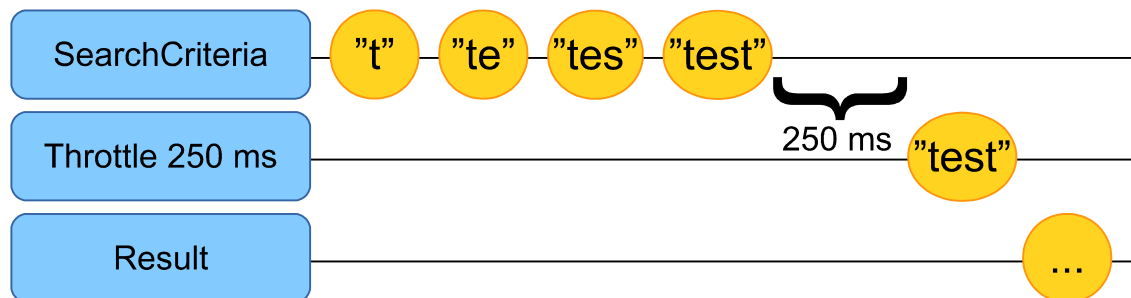 SearchCriteria ”t” ”te” ”tes” ”test”
250 ms
Throttle 250 ms ”test”
Result ...